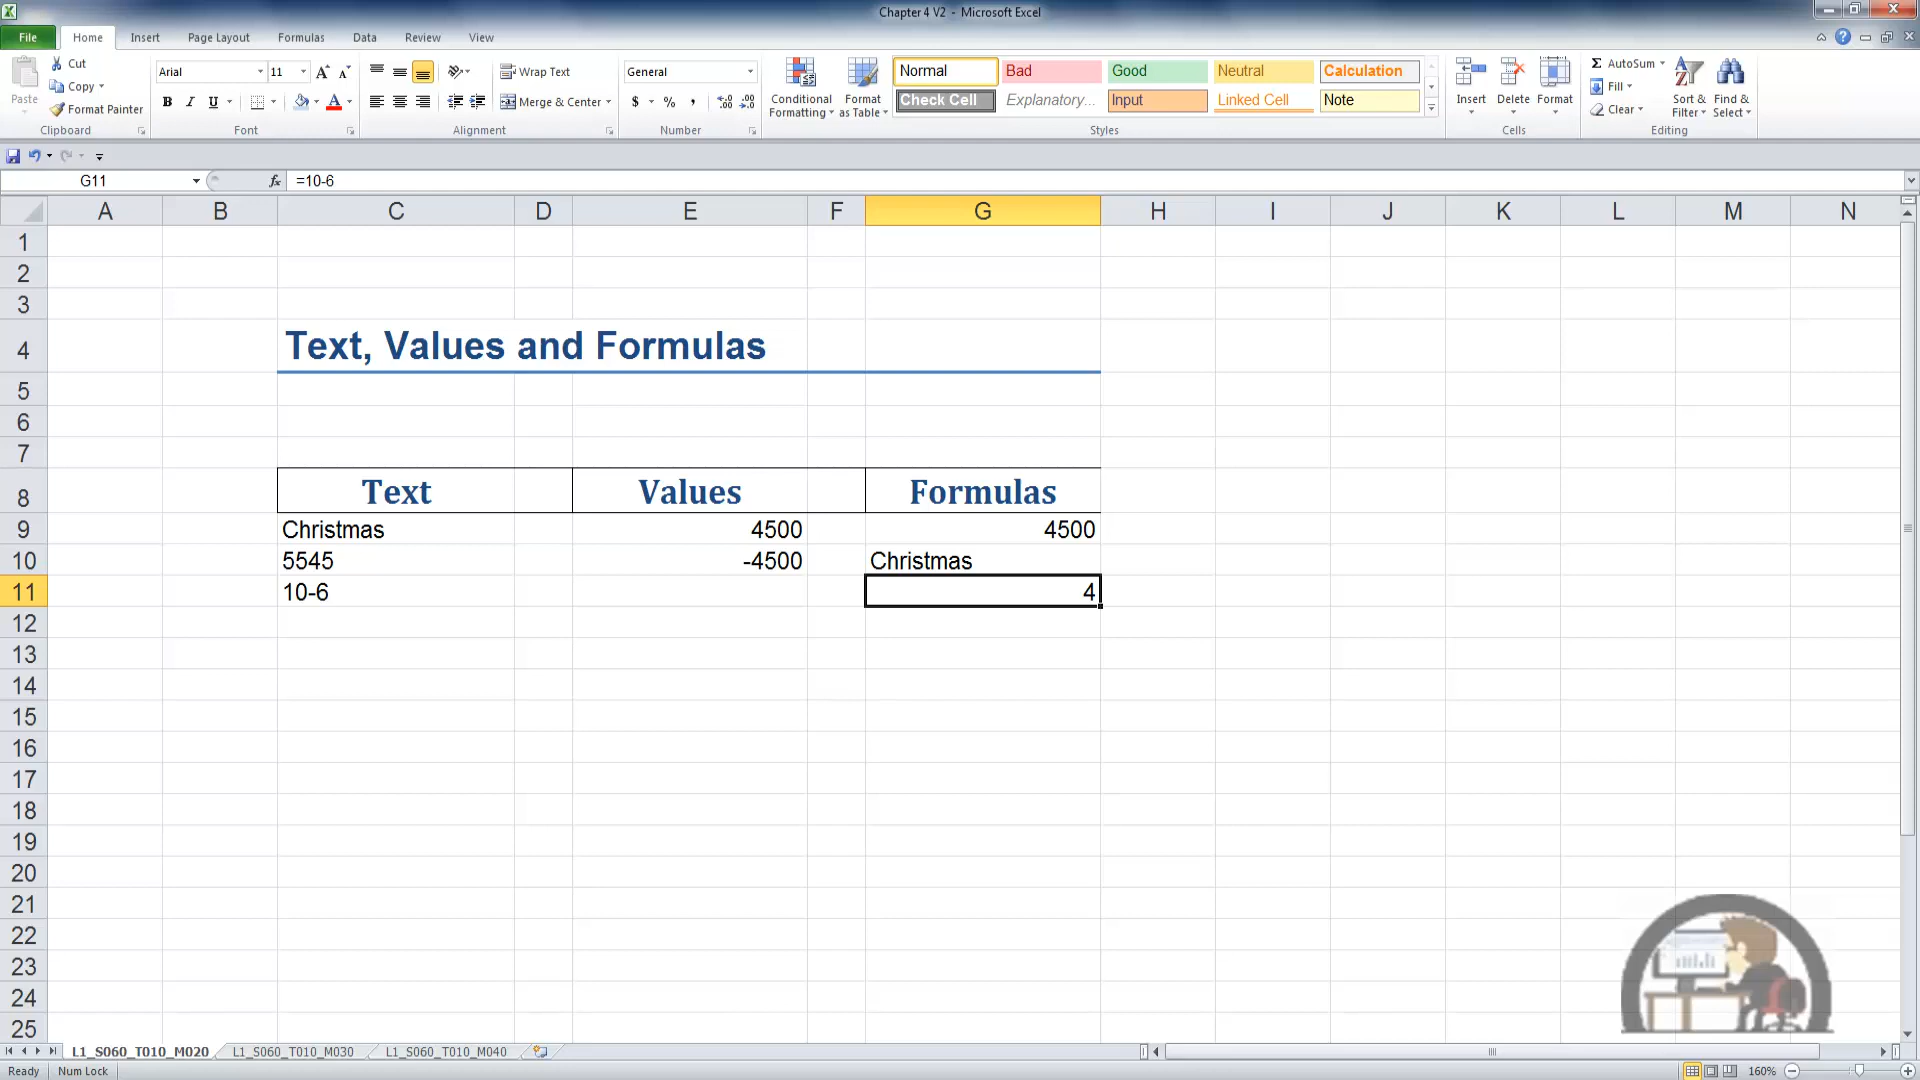 Chapter 4 V2 - Microsoft Excel
File Home Insert Page Layout Formulas Data Review View
Paste
Cut
Copy
Format Painter
Clipboard
Arial 11
B I U A
Font
Wrap Text
Merge & Center
Alignment
General
$ % ,
Number
Conditional Formatting
Format as Table
Normal Bad Good Neutral Calculation
Check Cell Explanatory... Input Linked Cell Note
Styles
Insert Delete Format
Cells
Σ AutoSum
Fill
Clear
Sort & Filter
Find & Select
Editing
G11 fx =10-6
A B C D E F G H I J K L M N
1
2
3
4 Text, Values and Formulas
5
6
7
8 Text Values Formulas
9 Christmas 4500 4500
10 5545 -4500 Christmas
11 10-6 4
12
13
14
15
16
17
18
19
20
21
22
23
24
25
L1_S060_T010_M020 L1_S060_T010_M030 L1_S060_T010_M040
Ready Num Lock 160%